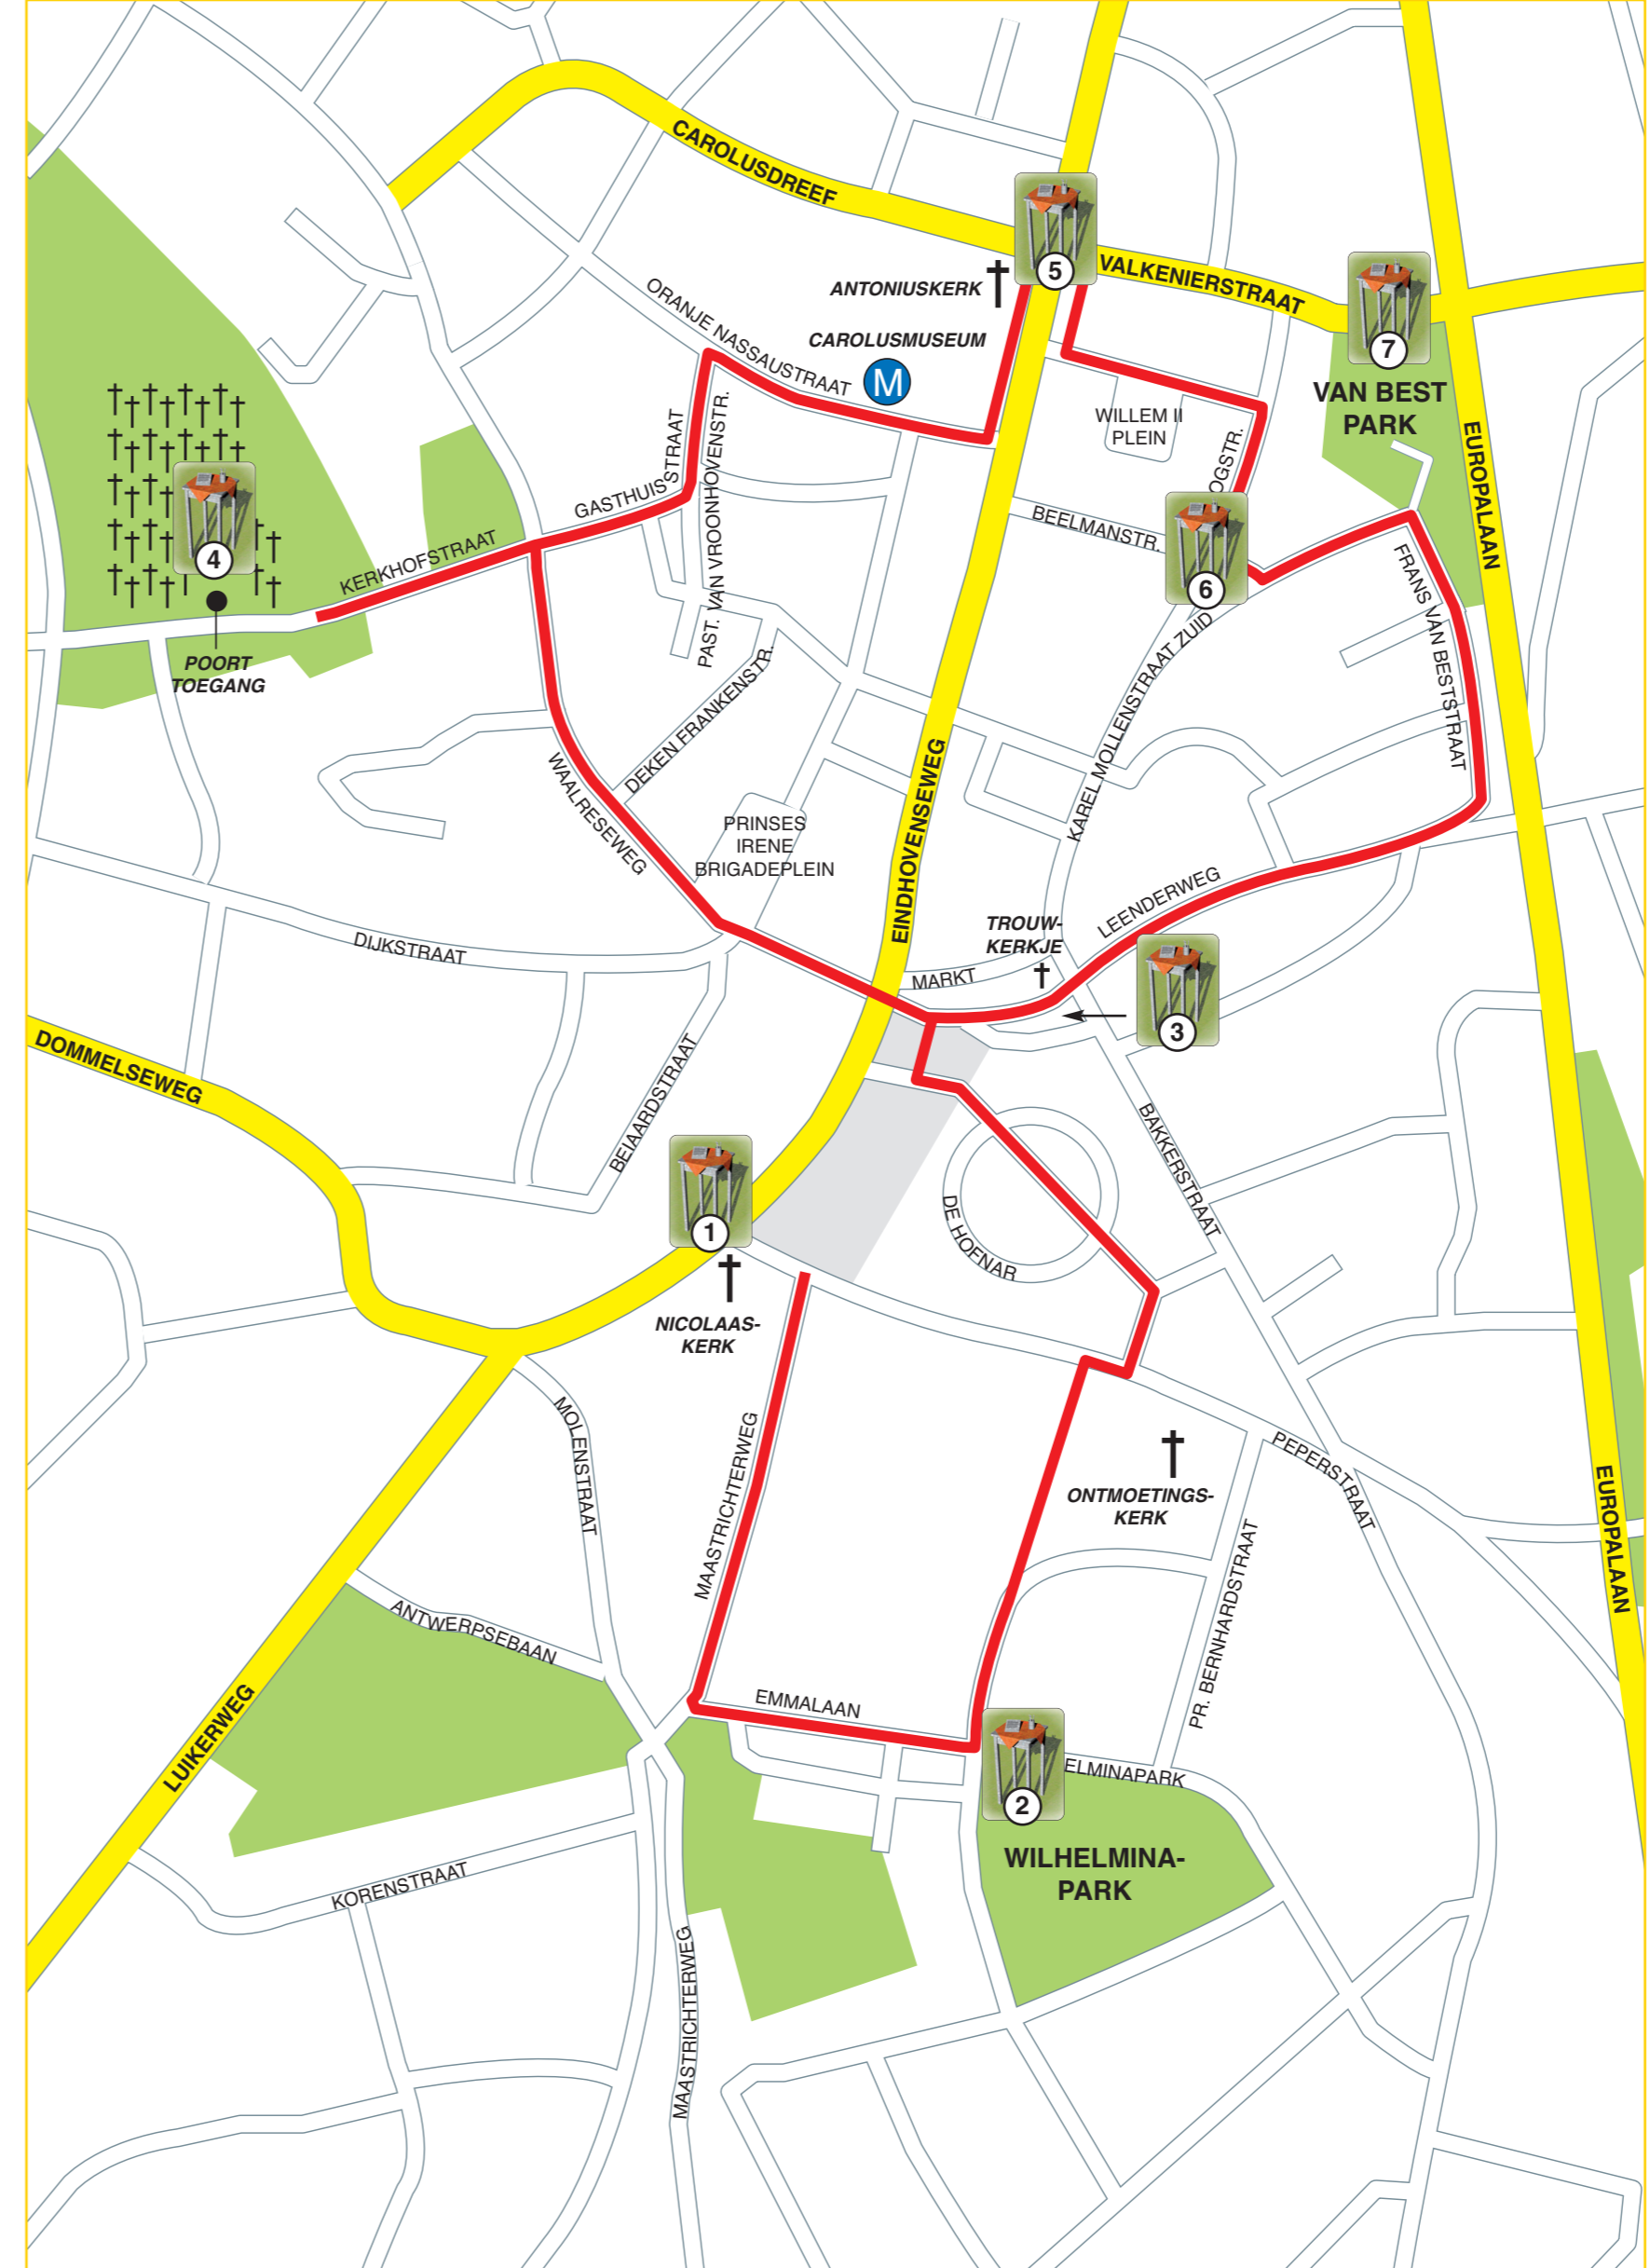 CAROLUSDREEF
5
ANTONIUSKERK
VALKENIERSTRAAT
ORANJE NASSAUSTRAAT
CAROLUSMUSEUM
M
7
VAN BEST
PARK
WILLEM II
PLEIN
OGSTR.
EUROPALAAN
GASTHUISSTRAAT
PAST. VAN VROONHOVENSTR.
BEELMANSTR.
KERKHOFSTRAAT
4
6
POORT
TOEGANG
FRANS VAN BESTSTRAAT
KAREL MOLLENSTRAAT ZUID
DEKEN FRANKENSTR.
WAALRESEWEG
PRINSES
IRENE
BRIGADEPLEIN
EINDHOVENSEWEG
LEENDERWEG
TROUW-
KERKJE
MARKT
3
DIJKSTRAAT
DOMMELSEWEG
BEIAARDSTRAAT
BAKKERSTRAAT
1
DE HOFNAR
NICOLAAS-
KERK
MOLENSTRAAT
MAASTRICHTERWEG
ONTMOETINGS-
KERK
PEPERSTRAAT
EUROPALAAN
PR. BERNHARDSTRAAT
ANTWERPSEBAAN
LUIKERWEG
EMMALAAN
2
ELMINAPARK
WILHELMINA-
PARK
KORENSTRAAT
MAASTRICHTERWEG